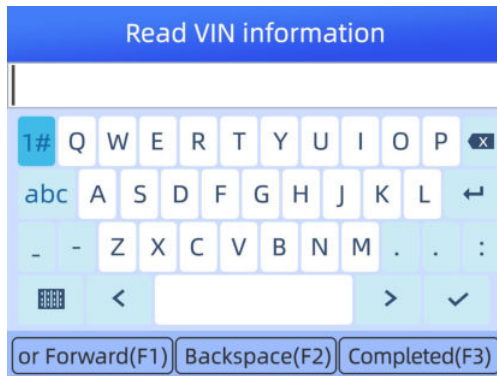 Read VIN information
1# Q W E R T Y U I O P x
abc A S D F G H J K L
_ - Z X C V B N M . . :
< >
or Forward(F1) Backspace(F2) Completed(F3)